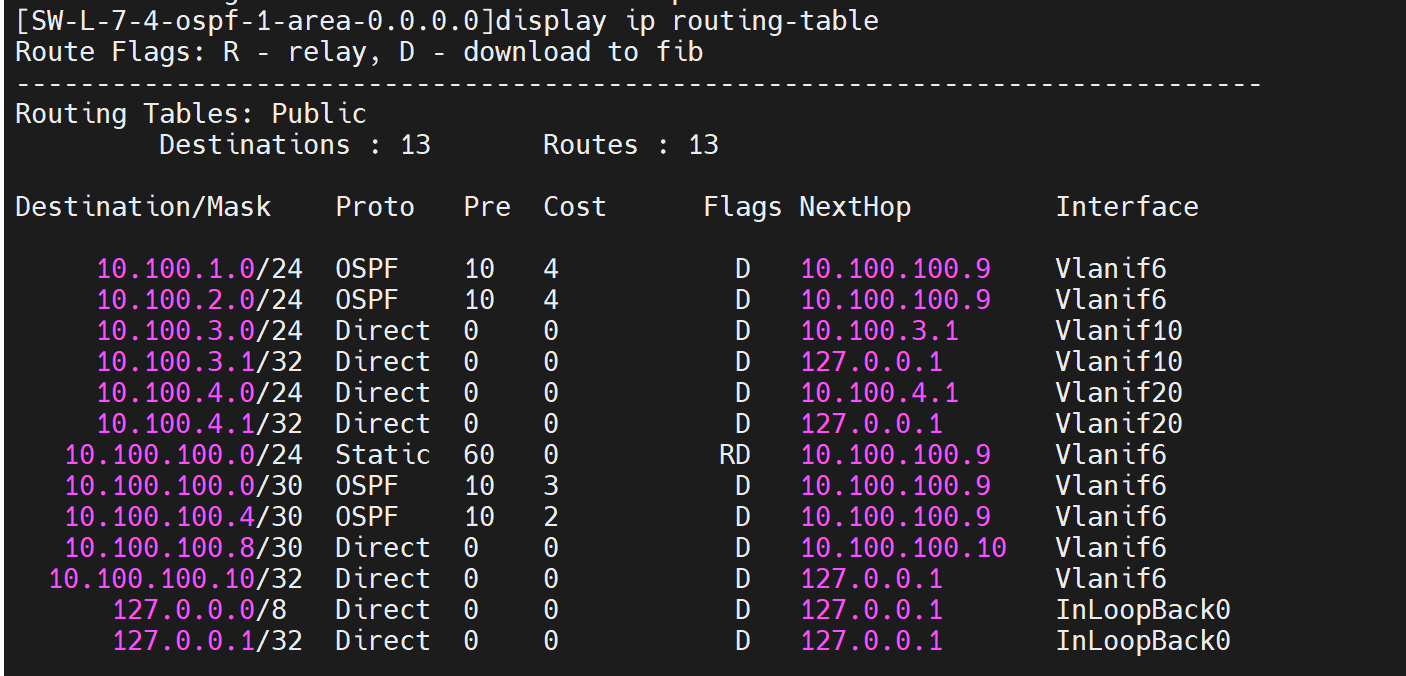 [SW-L-7-4-ospf-1-area-0.0.0.0]display ip routing-table
Route Flags: R - relay, D - download to fib
------------------------------------------------------------------------------
Routing Tables: Public
         Destinations : 13       Routes : 13

Destination/Mask    Proto   Pre  Cost      Flags NextHop         Interface

     10.100.1.0/24  OSPF    10   4           D   10.100.100.9    Vlanif6
     10.100.2.0/24  OSPF    10   4           D   10.100.100.9    Vlanif6
     10.100.3.0/24  Direct  0    0           D   10.100.3.1      Vlanif10
     10.100.3.1/32  Direct  0    0           D   127.0.0.1       Vlanif10
     10.100.4.0/24  Direct  0    0           D   10.100.4.1      Vlanif20
     10.100.4.1/32  Direct  0    0           D   127.0.0.1       Vlanif20
   10.100.100.0/24  Static  60   0          RD   10.100.100.9    Vlanif6
   10.100.100.0/30  OSPF    10   3           D   10.100.100.9    Vlanif6
   10.100.100.4/30  OSPF    10   2           D   10.100.100.9    Vlanif6
   10.100.100.8/30  Direct  0    0           D   10.100.100.10   Vlanif6
  10.100.100.10/32  Direct  0    0           D   127.0.0.1       Vlanif6
      127.0.0.0/8   Direct  0    0           D   127.0.0.1       InLoopBack0
      127.0.0.1/32  Direct  0    0           D   127.0.0.1       InLoopBack0